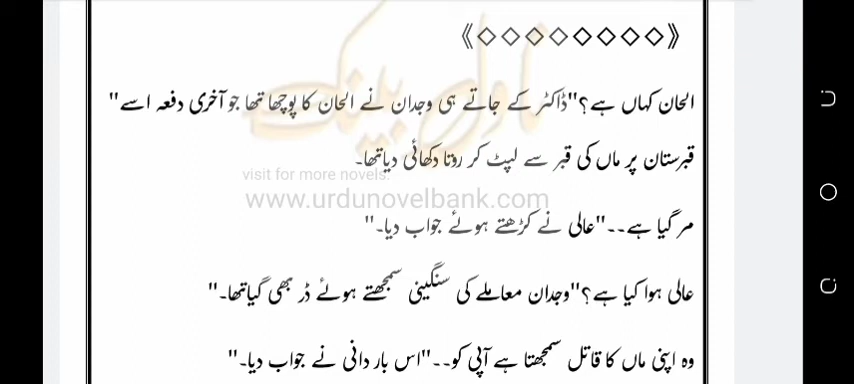 《◇◇◇◇◇◇◇◇》
الحان کہاں ہے؟"ڈاکٹر کے جاتے ہی وجدان نے الحان کا پوچھا تھا جو آخری دفعہ اسے"
قبرستان پر ماں کی قبر سے لپٹ کر روتا دکھائی دیا تھا۔
ناول بینک
visit for more novels:
www.urdunovelbank.com
مر گیا ہے۔۔"عالی نے کڑھتے ہوئے جواب دیا۔"
عالی ہوا کیا ہے؟"وجدان معاملے کی سنگینی سمجھتے ہوئے ڈر بھی گیا تھا۔"
وہ اپنی ماں کا قاتل سمجھتا ہے آپی کو۔۔"اس بار دانی نے جواب دیا۔"